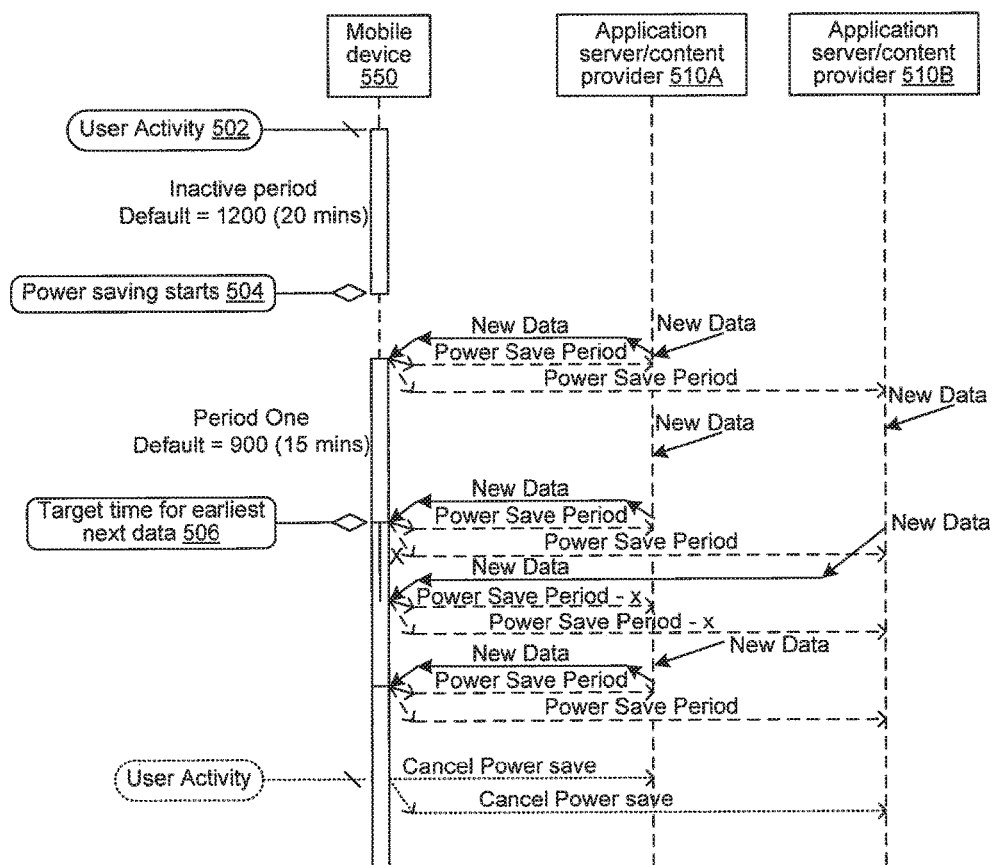 Mobile
device
550
Application
server/content
provider 510A
Application
server/content
provider 510B
User Activity 502
Inactive period
Default = 1200 (20 mins)
Power saving starts 504
New Data
New Data
Power Save Period
Power Save Period
New Data
Period One
Default = 900 (15 mins)
New Data
New Data
Target time for earliest
next data 506
Power Save Period
New Data
Power Save Period
X
New Data
Power Save Period - x
Power Save Period - x
New Data
New Data
Power Save Period
Power Save Period
User Activity
Cancel Power save
Cancel Power save